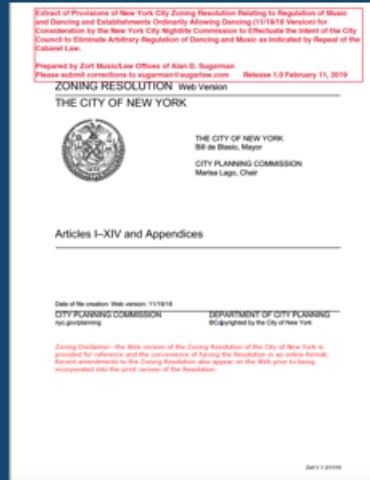 Extract of Provisions of New York City Zoning Resolution Relating to Regulation of Music
and Dancing and Establishments Ordinarily Allowing Dancing (11/19/18 Version) for
Consideration by the New York City Nightlife Commission to Effectuate the Intent of the City
Council to Eliminate Arbitrary Regulation of Dancing and Music as Indicated by Repeal of the
Cabaret Law.
Prepared by Zort Music/Law Offices of Alan D. Sugarman
Please submit corrections to sugarman@sugarlaw.com Release 1.0 February 11, 2019
ZONING RESOLUTION Web Version
THE CITY OF NEW YORK
THE CITY OF NEW YORK
Bill de Blasio, Mayor
CITY PLANNING COMMISSION
Marisa Lago, Chair
Articles I–XIV and Appendices
Date of file creation: Web version: 11/19/18
CITY PLANNING COMMISSION DEPARTMENT OF CITY PLANNING
nyc.gov/planning ©Copyrighted by the City of New York
Zoning Disclaimer- the Web version of the Zoning Resolution of the City of New York is
provided for reference and the convenience of having the Resolution in an online format.
Recent amendments to the Zoning Resolution also appear on the Web prior to being
incorporated into the print version of the Resolution.